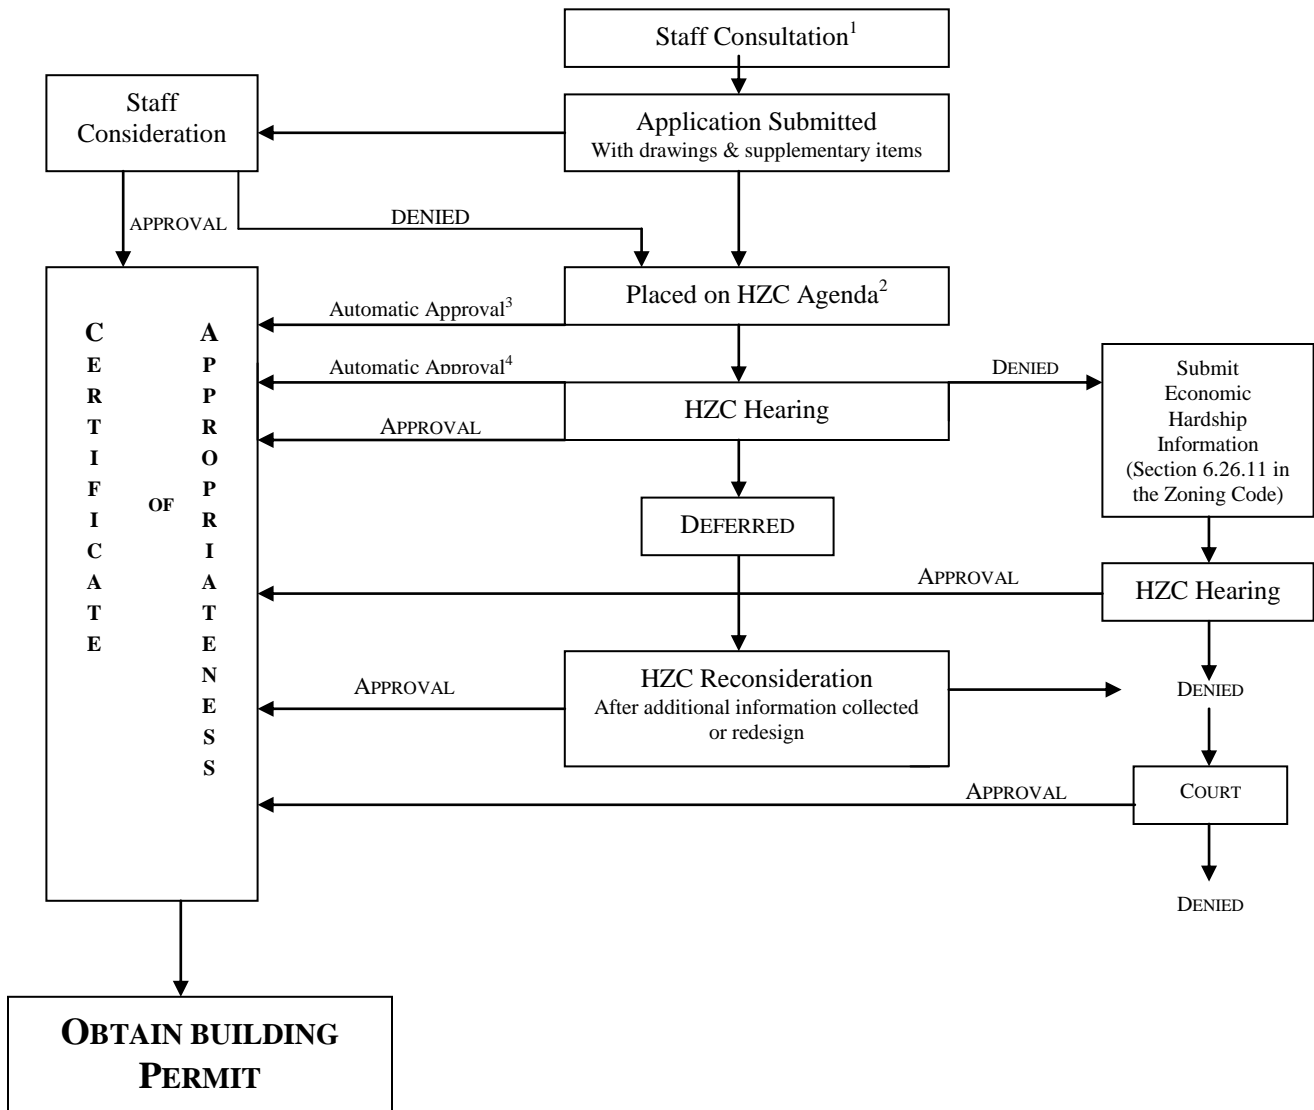 Staff Consultation1
Staff
Consideration
Application Submitted
With drawings & supplementary items
APPROVAL
DENIED
Placed on HZC Agenda2
Automatic Approval3
CERTIFICATE
OF
APPROPRIATENESS
Automatic Approval4
DENIED
HZC Hearing
APPROVAL
Submit
Economic
Hardship
Information
(Section 6.26.11 in
the Zoning Code)
DEFERRED
APPROVAL
HZC Hearing
HZC Reconsideration
After additional information collected
or redesign
APPROVAL
DENIED
APPROVAL
COURT
DENIED
OBTAIN BUILDING
PERMIT